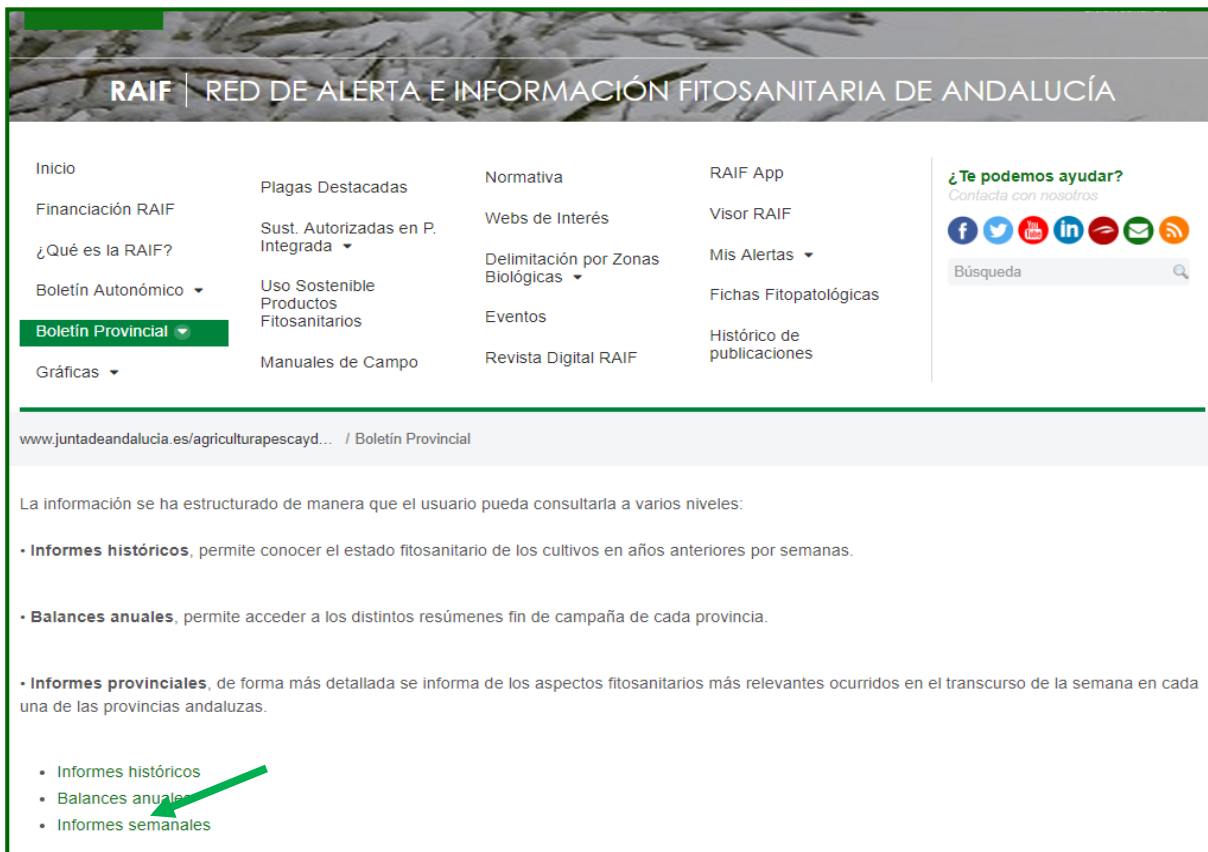 RAIF | RED DE ALERTA E INFORMACIÓN FITOSANITARIA DE ANDALUCÍA
Inicio
Financiación RAIF
¿Qué es la RAIF?
Boletín Autonómico
Boletín Provincial
Gráficas
Plagas Destacadas
Sust. Autorizadas en P.
Integrada
Uso Sostenible
Productos
Fitosanitarios
Manuales de Campo
Normativa
Webs de Interés
Delimitación por Zonas
Biológicas
Eventos
Revista Digital RAIF
RAIF App
Visor RAIF
Mis Alertas
Fichas Fitopatológicas
Histórico de
publicaciones
¿Te podemos ayudar?
Contacta con nosotros
Búsqueda
www.juntadeandalucia.es/agriculturapescayd... / Boletín Provincial
La información se ha estructurado de manera que el usuario pueda consultarla a varios niveles:
• Informes históricos, permite conocer el estado fitosanitario de los cultivos en años anteriores por semanas.
• Balances anuales, permite acceder a los distintos resúmenes fin de campaña de cada provincia.
• Informes provinciales, de forma más detallada se informa de los aspectos fitosanitarios más relevantes ocurridos en el transcurso de la semana en cada
una de las provincias andaluzas.
• Informes históricos
• Balances anuales
• Informes semanales